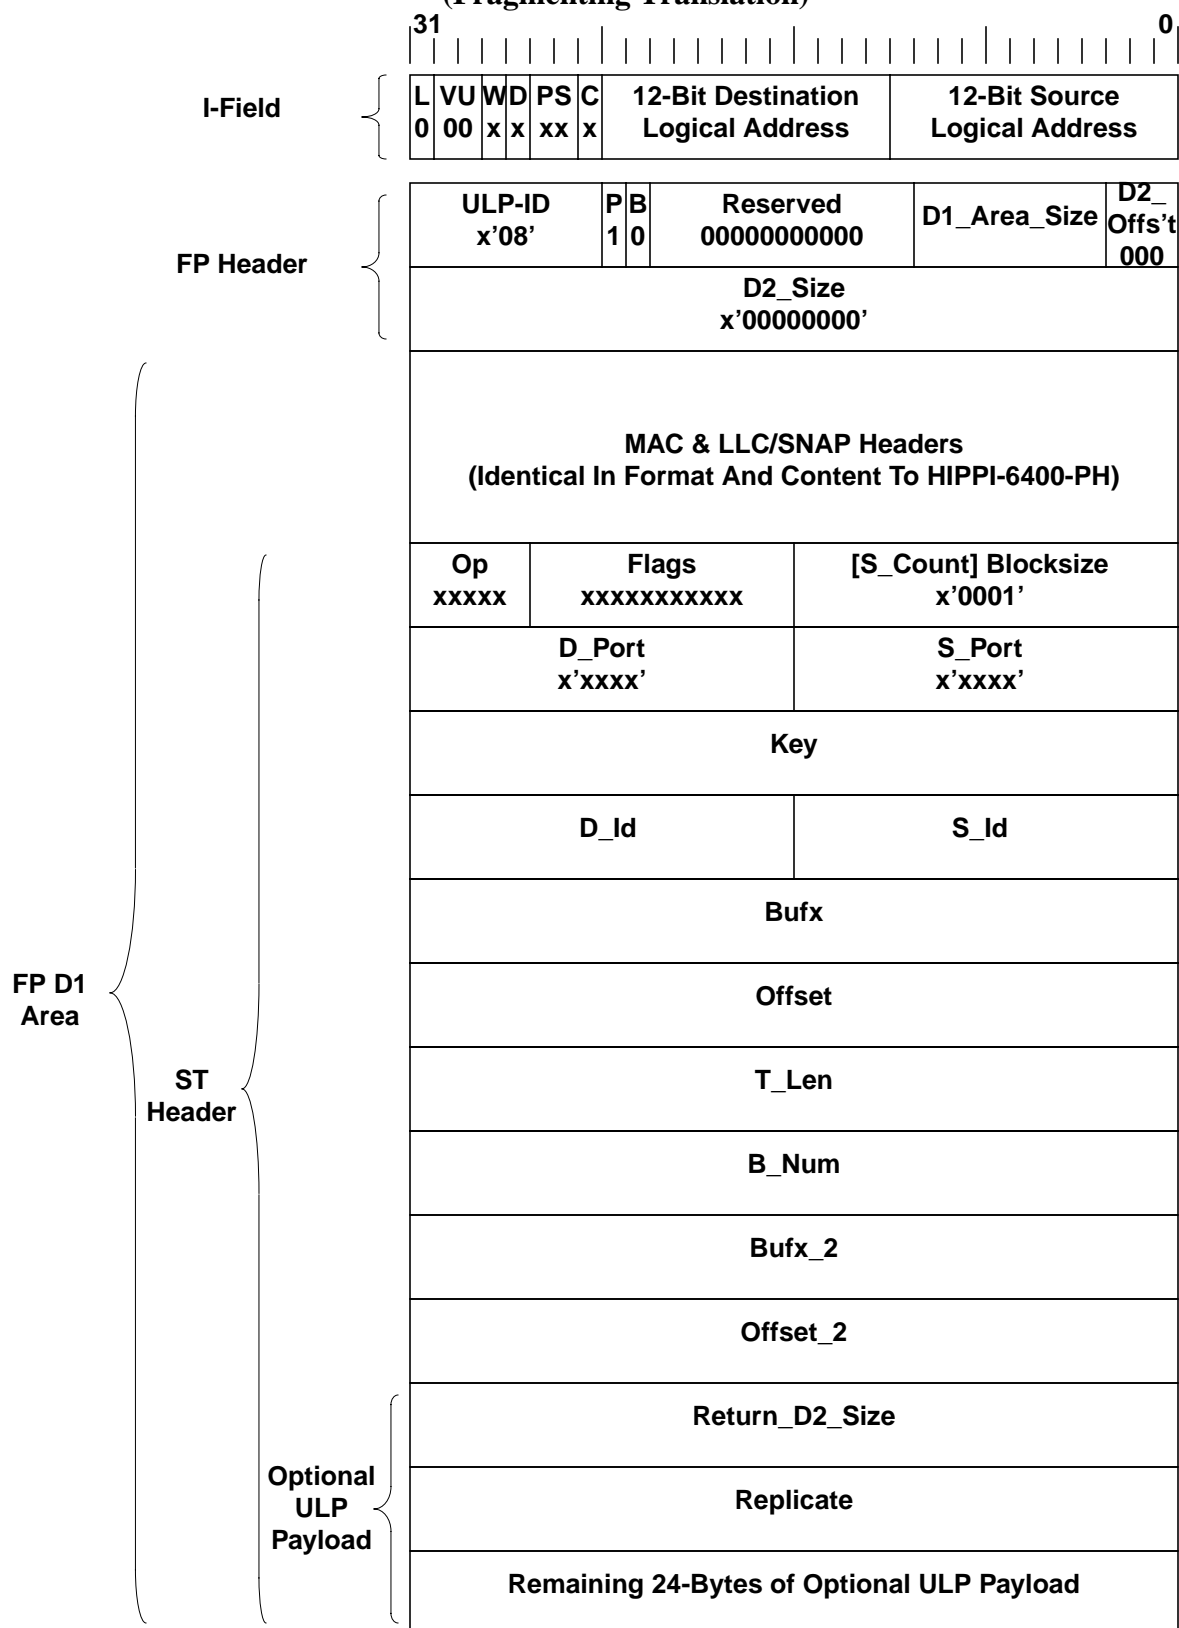 (Fragmenting Translation)
31 0
I-Field
L VU W D PS C 12-Bit Destination 12-Bit Source
0 00 x x xx x Logical Address Logical Address
FP Header
ULP-ID P B Reserved D1_Area_Size D2_
x'08' 1 0 00000000000 Offs't
000
D2_Size
x'00000000'
MAC & LLC/SNAP Headers
(Identical In Format And Content To HIPPI-6400-PH)
Op Flags [S_Count] Blocksize
xxxxx xxxxxxxxxxx x'0001'
D_Port S_Port
x'xxxx' x'xxxx'
Key
D_Id S_Id
Bufx
FP D1
Area
Offset
ST
Header
T_Len
B_Num
Bufx_2
Offset_2
Return_D2_Size
Optional
ULP
Payload
Replicate
Remaining 24-Bytes of Optional ULP Payload